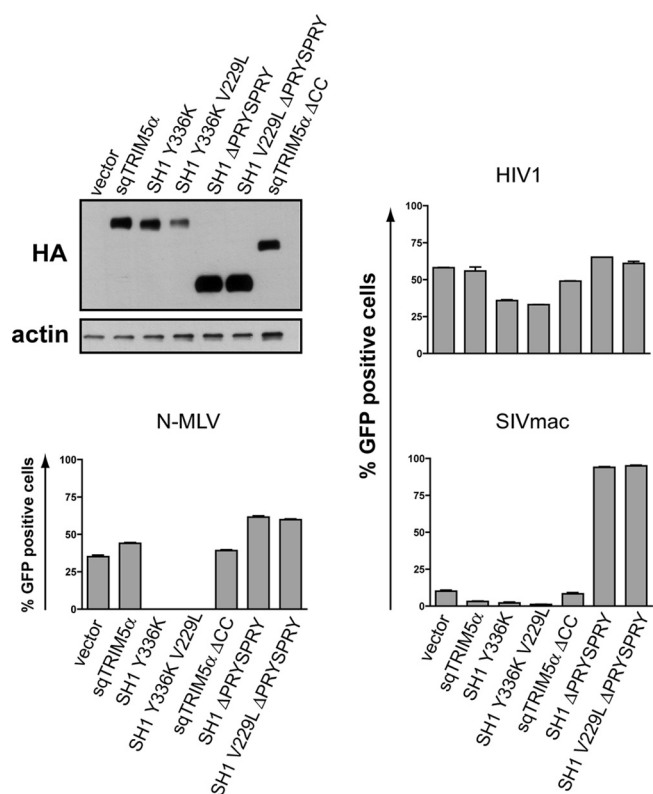 vector
sqTRIM5α
SH1 Y336K
SH1 Y336K V229L
SH1 ΔPRYSPRY
SH1 V229L ΔPRYSPRY
sqTRIM5α ΔCC
HA
actin
HIV1
100
75
50
25
0
% GFP positive cells
N-MLV
% GFP positive cells
100
75
50
25
0
vector
sqTRIM5α
SH1 Y336K
SH1 Y336K V229L
sqTRIM5α ΔCC
SH1 ΔPRYSPRY
SH1 V229L ΔPRYSPRY
SIVmac
100
75
50
25
0
vector
sqTRIM5α
SH1 Y336K
SH1 Y336K V229L
sqTRIM5α ΔCC
SH1 ΔPRYSPRY
SH1 V229L ΔPRYSPRY